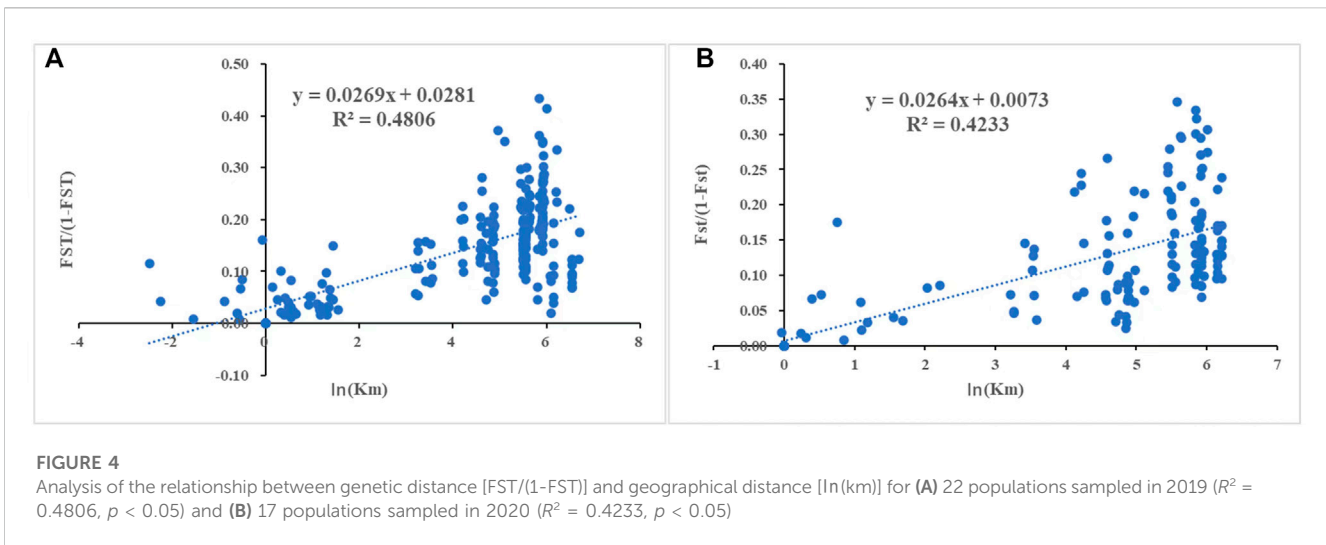 A
0.50
y = 0.0269x + 0.0281
R² = 0.4806
0.40
0.30
0.20
0.10
0.00
-0.10
FST/(1-FST)
-4
-2
0
2
4
6
8
ln(Km)
B
0.40
y = 0.0264x + 0.0073
R² = 0.4233
0.35
0.30
0.25
0.20
0.15
0.10
0.05
0.00
Fst/(1-Fst)
-1
0
1
2
3
4
5
6
7
ln(Km)
FIGURE 4
Analysis of the relationship between genetic distance [FST/(1-FST)] and geographical distance [ln(km)] for (A) 22 populations sampled in 2019 (R² =
0.4806, p < 0.05) and (B) 17 populations sampled in 2020 (R² = 0.4233, p < 0.05)